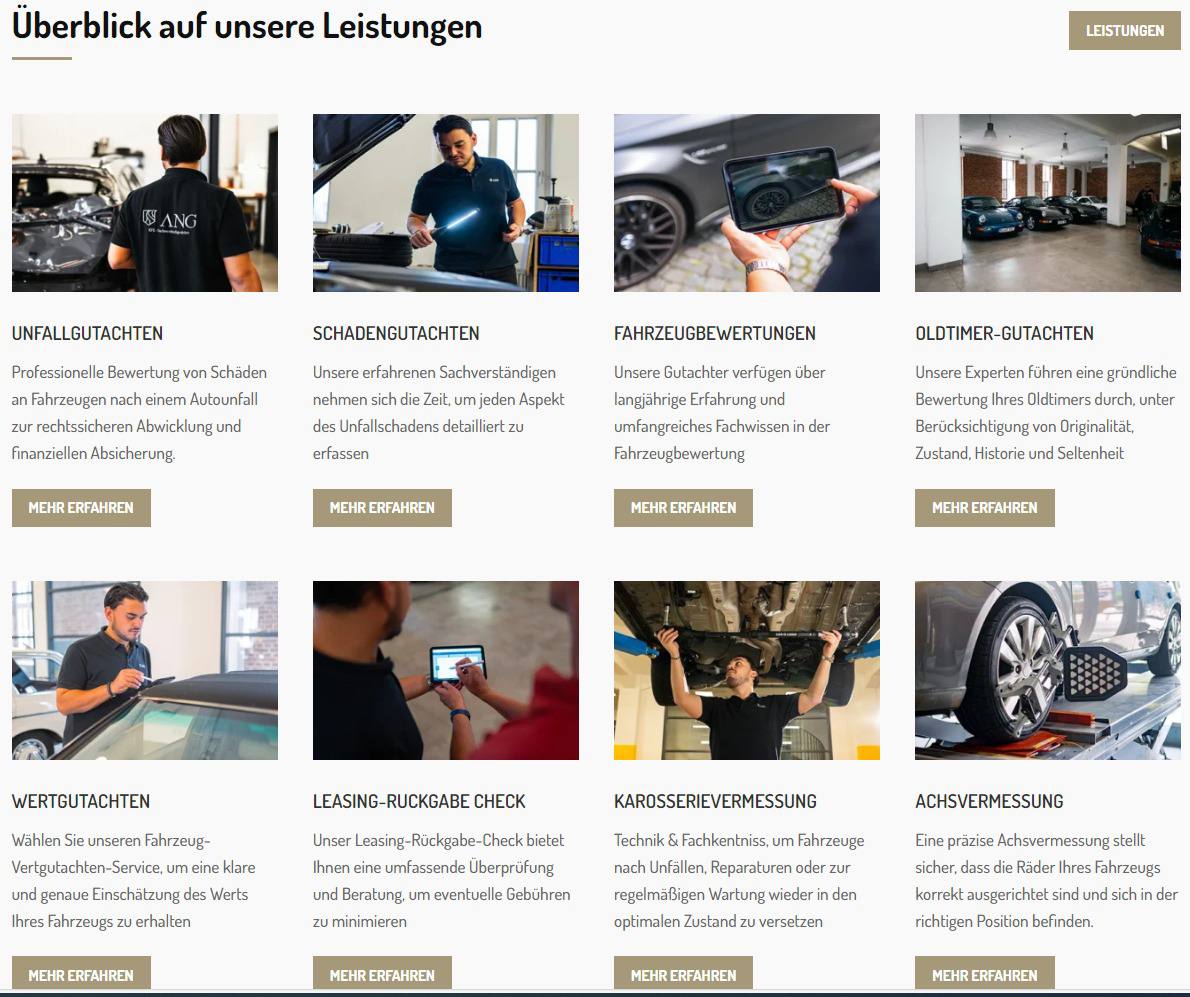 Überblick auf unsere Leistungen
LEISTUNGEN
ANG
UNFALLGUTACHTEN
Professionelle Bewertung von Schäden
an Fahrzeugen nach einem Autounfall
zur rechtssicheren Abwicklung und
finanziellen Absicherung.
MEHR ERFAHREN
SCHADENGUTACHTEN
Unsere erfahrenen Sachverständigen
nehmen sich die Zeit, um jeden Aspekt
des Unfallschadens detailliert zu
erfassen
MEHR ERFAHREN
FAHRZEUGBEWERTUNGEN
Unsere Gutachter verfügen über
langjährige Erfahrung und
umfangreiches Fachwissen in der
Fahrzeugbewertung
MEHR ERFAHREN
OLDTIMER-GUTACHTEN
Unsere Experten führen eine gründliche
Bewertung Ihres Oldtimers durch, unter
Berücksichtigung von Originalität,
Zustand, Historie und Seltenheit
MEHR ERFAHREN
WERTGUTACHTEN
Wählen Sie unseren Fahrzeug-
Vertgutachten-Service, um eine klare
und genaue Einschätzung des Werts
Ihres Fahrzeugs zu erhalten
MEHR ERFAHREN
LEASING-RUCKGABE CHECK
Unser Leasing-Rückgabe-Check bietet
Ihnen eine umfassende Überprüfung
und Beratung, um eventuelle Gebühren
zu minimieren
MEHR ERFAHREN
KAROSSERIEVERMESSUNG
Technik & Fachkentniss, um Fahrzeuge
nach Unfällen, Reparaturen oder zur
regelmäßigen Wartung wieder in den
optimalen Zustand zu versetzen
MEHR ERFAHREN
ACHSVERMESSUNG
Eine präzise Achsvermessung stellt
sicher, dass die Räder Ihres Fahrzeugs
korrekt ausgerichtet sind und sich in der
richtigen Position befinden.
MEHR ERFAHREN